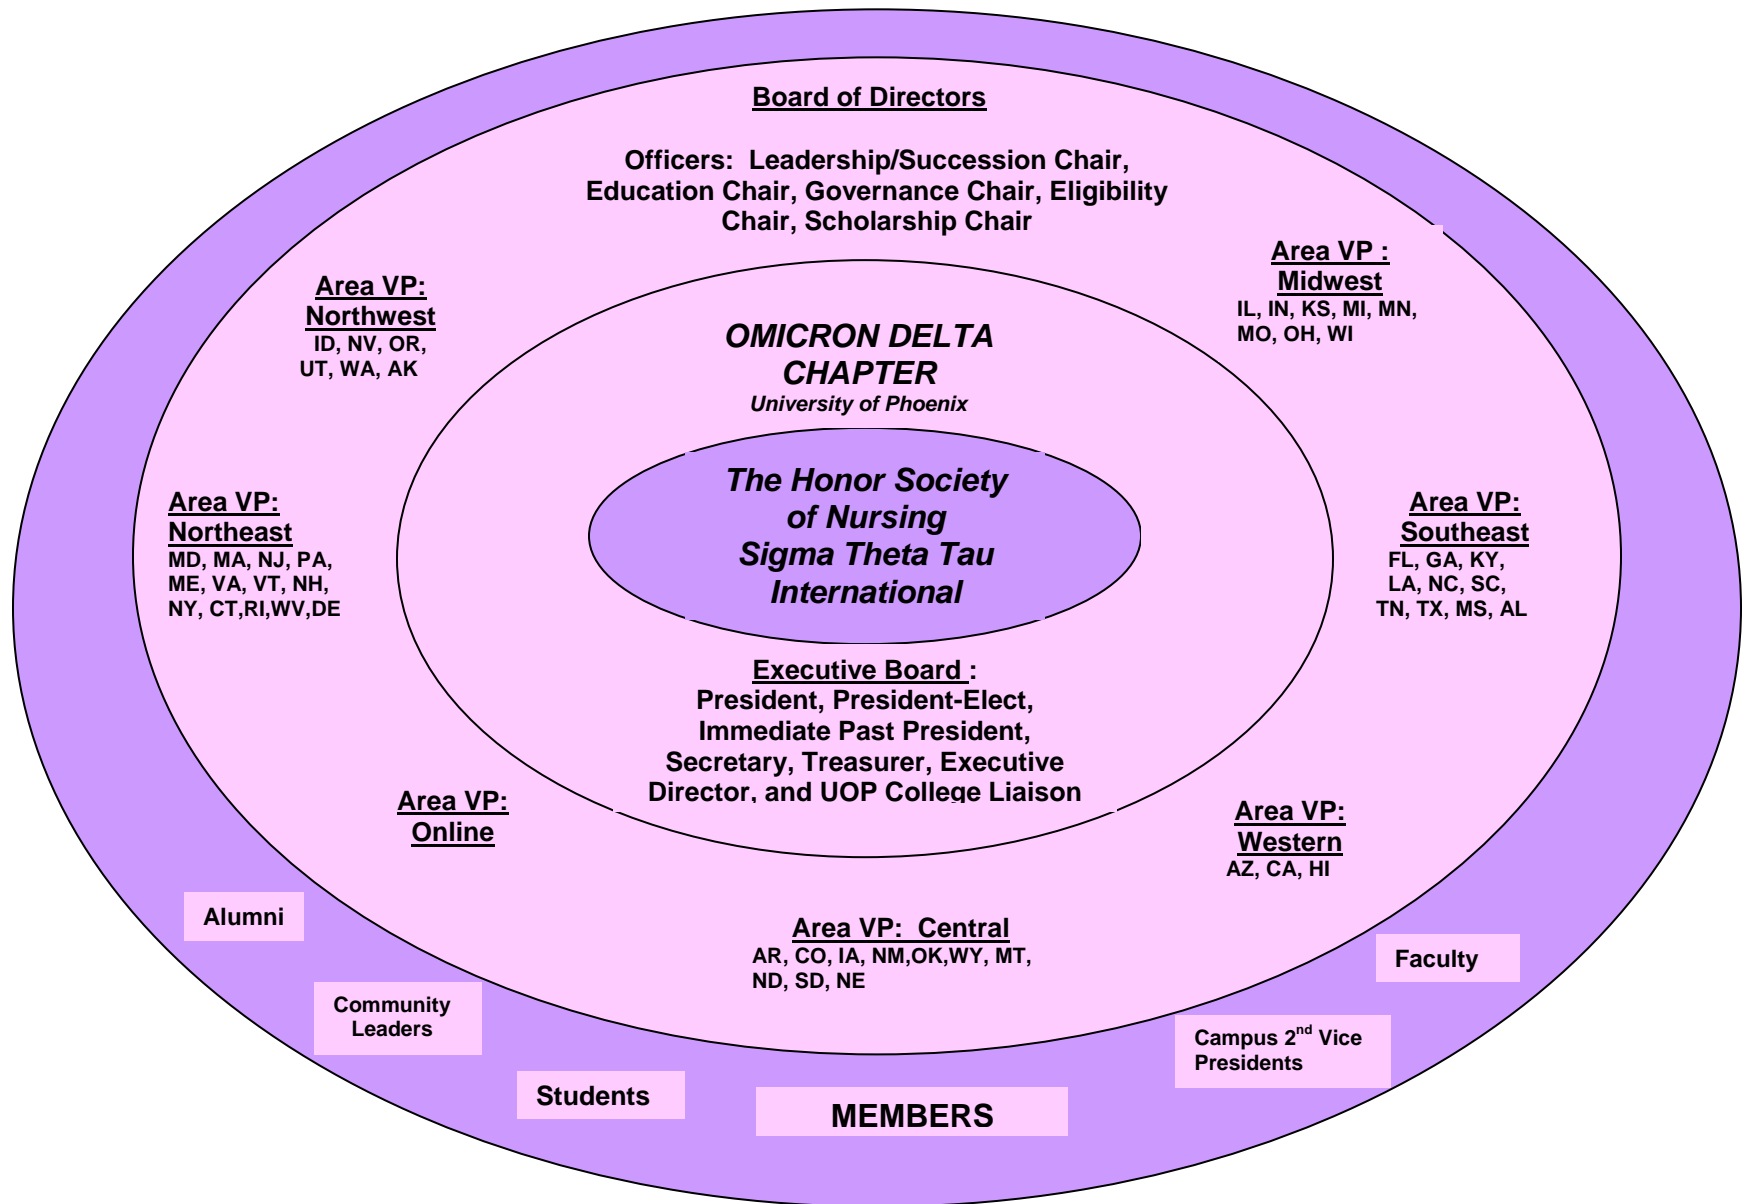 Board of Directors
Officers:  Leadership/Succession Chair,
Education Chair, Governance Chair, Eligibility
Chair, Scholarship Chair
Area VP :
Midwest
IL, IN, KS, MI, MN,
MO, OH, WI
Area VP:
Northwest
ID, NV, OR,
UT, WA, AK
OMICRON DELTA
CHAPTER
University of Phoenix
The Honor Society
of Nursing
Sigma Theta Tau
International
Area VP:
Northeast
MD, MA, NJ, PA,
ME, VA, VT, NH,
NY, CT,RI,WV,DE
Area VP:
Southeast
FL, GA, KY,
LA, NC, SC,
TN, TX, MS, AL
Executive Board :
President, President-Elect,
Immediate Past President,
Secretary, Treasurer, Executive
Director, and UOP College Liaison
Area VP:
Online
Area VP:
Western
AZ, CA, HI
Area VP:  Central
AR, CO, IA, NM,OK,WY, MT,
ND, SD, NE
Alumni
Community
Leaders
Students
MEMBERS
Campus 2nd Vice
Presidents
Faculty